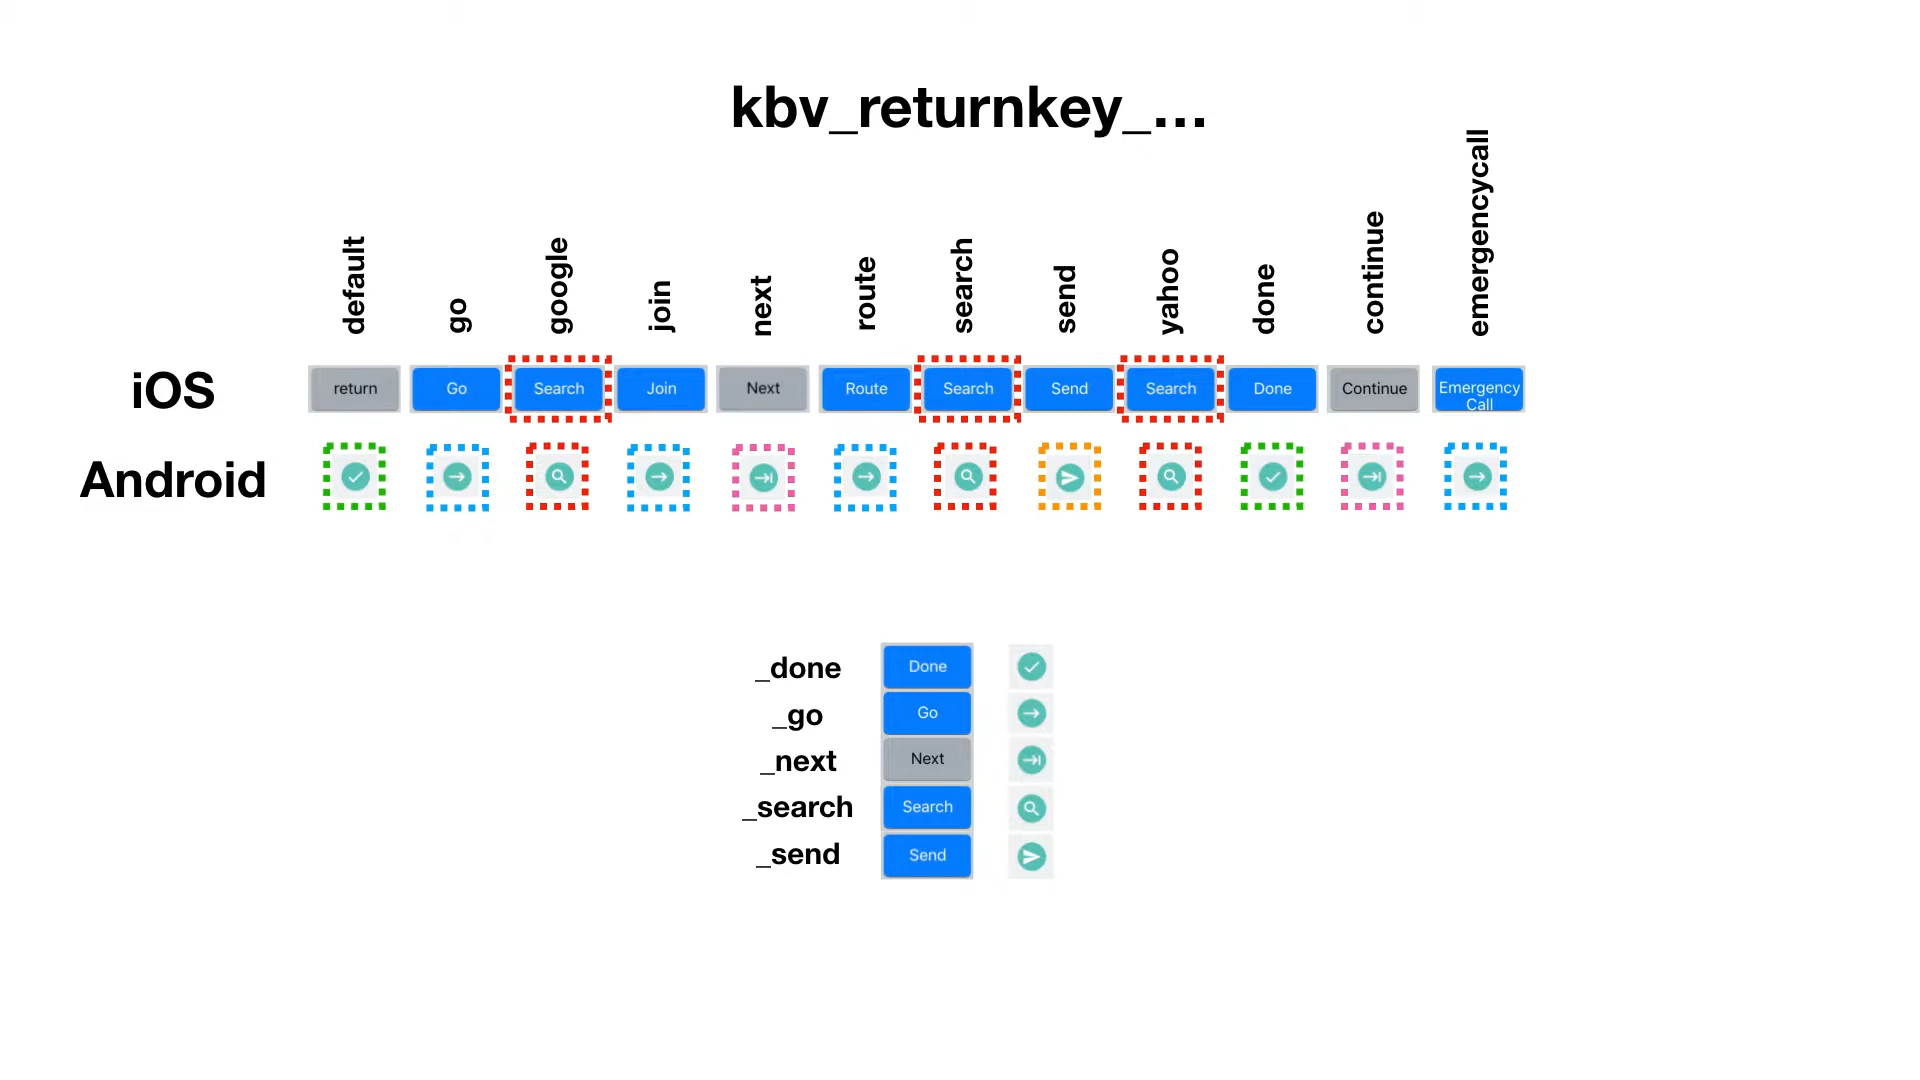 kbv_returnkey_...
default go google join next route search send yahoo done continue emergencycall
iOS return Go Search Join Next Route Search Send Search Done Continue Emergency Call
Android
_done Done
_go Go
_next Next
_search Search
_send Send